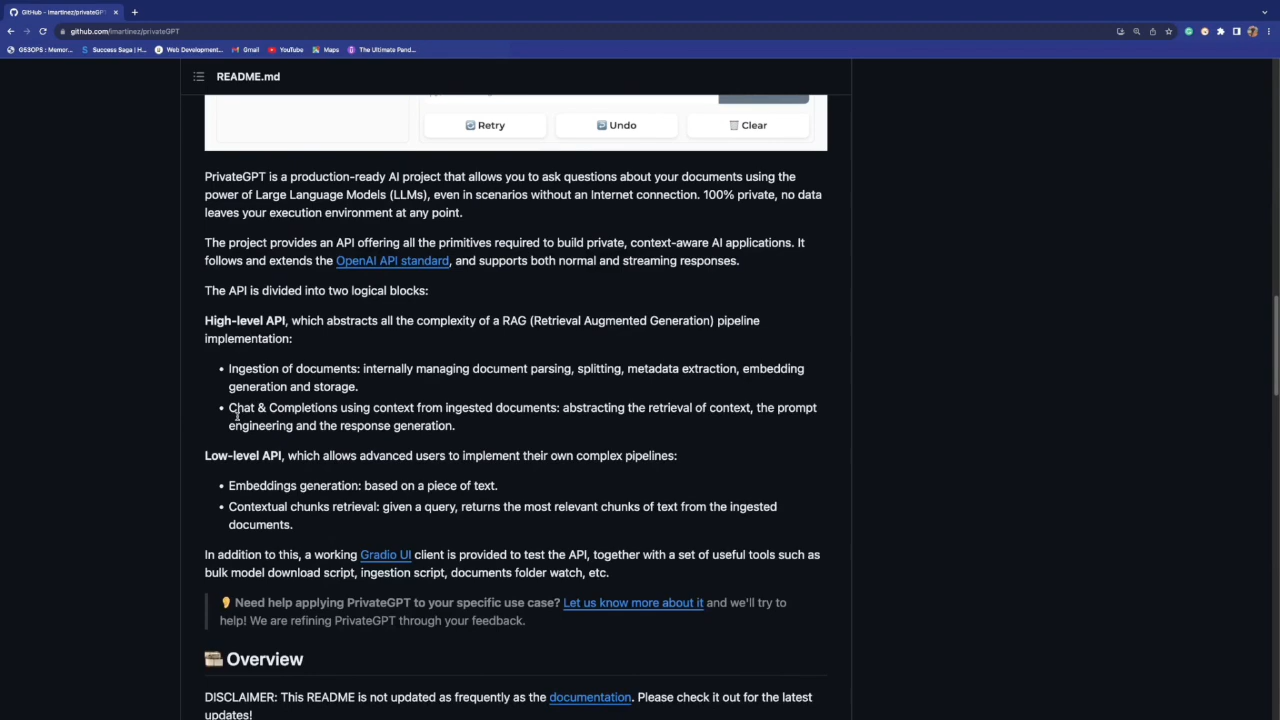 GitHub - imartinez/privateGPT
github.com/imartinez/privateGPT
G53OPS : Memor... Success Saga | H... Web Development... Gmail YouTube Maps The Ultimate Pand...
README.md
Retry Undo Clear
PrivateGPT is a production-ready AI project that allows you to ask questions about your documents using the
power of Large Language Models (LLMs), even in scenarios without an Internet connection. 100% private, no data
leaves your execution environment at any point.
The project provides an API offering all the primitives required to build private, context-aware AI applications. It
follows and extends the OpenAI API standard, and supports both normal and streaming responses.
The API is divided into two logical blocks:
High-level API, which abstracts all the complexity of a RAG (Retrieval Augmented Generation) pipeline
implementation:
• Ingestion of documents: internally managing document parsing, splitting, metadata extraction, embedding
generation and storage.
• Chat & Completions using context from ingested documents: abstracting the retrieval of context, the prompt
engineering and the response generation.
Low-level API, which allows advanced users to implement their own complex pipelines:
• Embeddings generation: based on a piece of text.
• Contextual chunks retrieval: given a query, returns the most relevant chunks of text from the ingested
documents.
In addition to this, a working Gradio UI client is provided to test the API, together with a set of useful tools such as
bulk model download script, ingestion script, documents folder watch, etc.
Need help applying PrivateGPT to your specific use case? Let us know more about it and we'll try to
help! We are refining PrivateGPT through your feedback.
Overview
DISCLAIMER: This README is not updated as frequently as the documentation. Please check it out for the latest
updates!